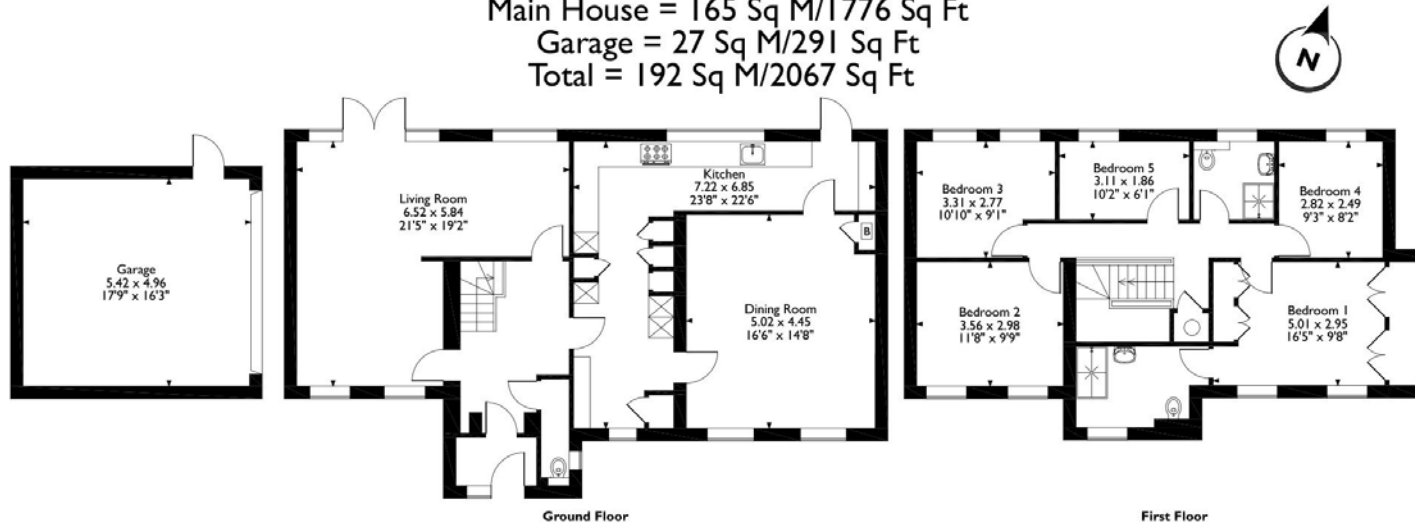 Main House = 165 Sq M/1776 Sq Ft
Garage = 27 Sq M/291 Sq Ft
Total = 192 Sq M/2067 Sq Ft
N
Garage
5.42 x 4.96
17'9" x 16'3"
Living Room
6.52 x 5.84
21'5" x 19'2"
Kitchen
7.22 x 6.85
23'8" x 22'6"
B
Dining Room
5.02 x 4.45
16'6" x 14'8"
Ground Floor
Bedroom 3
3.31 x 2.77
10'10" x 9'1"
Bedroom 5
3.11 x 1.86
10'2" x 6'1"
Bedroom 4
2.82 x 2.49
9'3" x 8'2"
Bedroom 2
3.56 x 2.98
11'8" x 9'9"
Bedroom 1
5.01 x 2.95
16'5" x 9'8"
First Floor